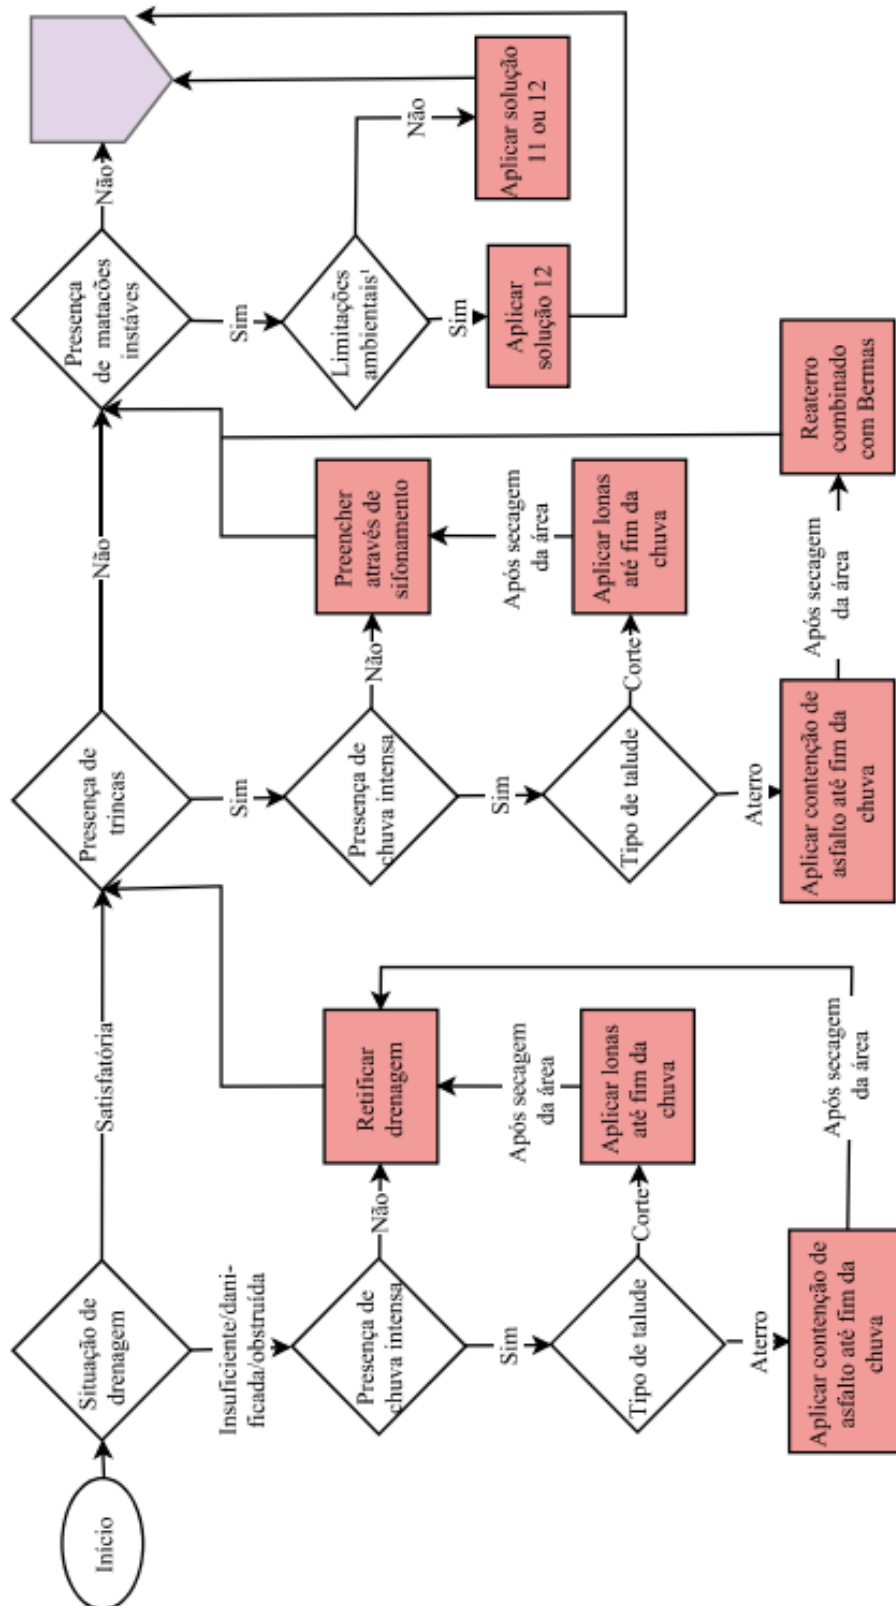 Início
Situação de
drenagem
Satisfatória
Insuficiente/dani-
ficada/obstruída
Presença de
chuva intensa
Não
Retificar
drenagem
Sim
Tipo de talude
Corte
Aplicar lonas
até fim da
chuva
Após secagem
da área
Aterro
Aplicar contenção de
asfalto até fim da
chuva
Após secagem
da área
Presença de
trincas
Não
Sim
Presença de
chuva intensa
Não
Preencher
através de
sifonamento
Sim
Tipo de talude
Corte
Aplicar lonas
até fim da
chuva
Após secagem
da área
Aterro
Aplicar contenção de
asfalto até fim da
chuva
Após secagem
da área
Reaterro
combinado
com Bermas
Presença
de matacões
instáves
Não
Sim
Limitações
ambientais¹
Não
Aplicar solução
11 ou 12
Sim
Aplicar
solução 12